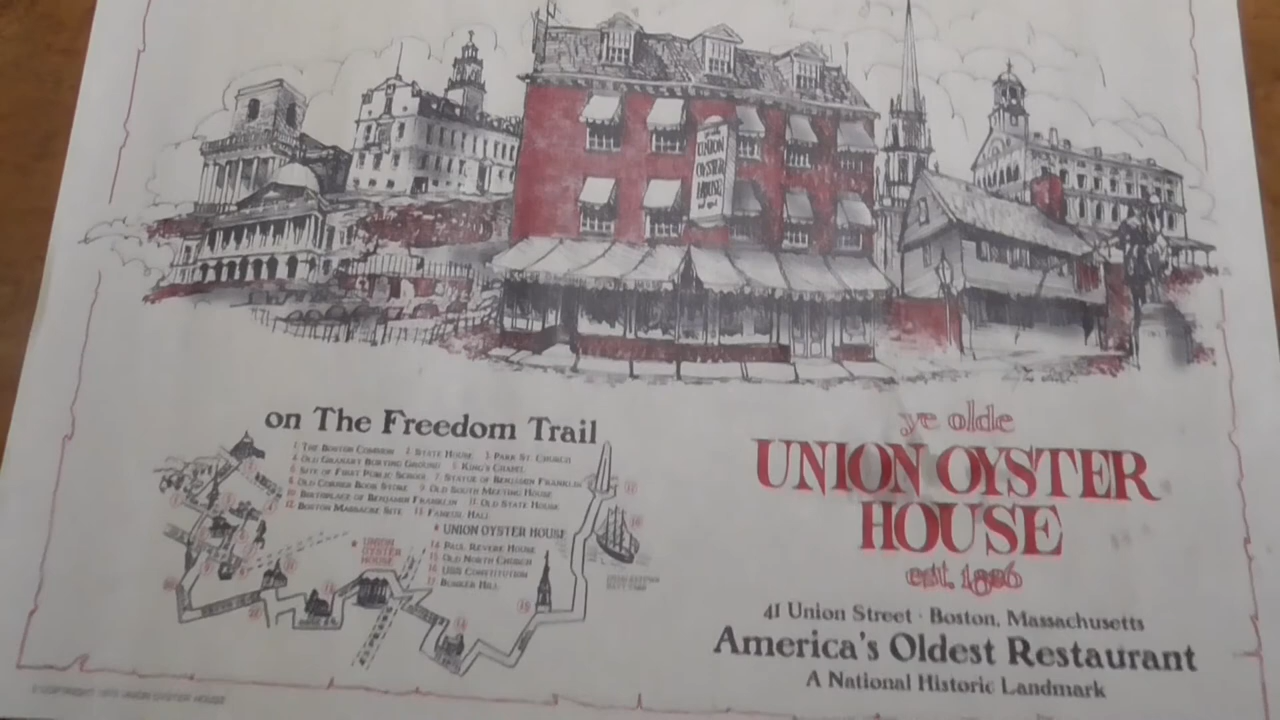 UNION
OYSTER
HOUSE
on The Freedom Trail
1 The Boston Common 2 State House 3 Park St. Church
4 Old Granary Burying Ground 5 King's Chapel
6 Site of First Public School 7 Statue of Benjamin Franklin
8 Old Corner Book Store 9 Old South Meeting House
10 Birthplace of Benjamin Franklin 11 Old State House
12 Boston Massacre Site 13 Faneuil Hall
* UNION OYSTER HOUSE
14 Paul Revere House
15 Old North Church
16 USS Constitution
17 Bunker Hill
* UNION
OYSTER
HOUSE
ye olde
UNION OYSTER
HOUSE
est. 1826
41 Union Street · Boston, Massachusetts
America's Oldest Restaurant
A National Historic Landmark
UNION OYSTER HOUSE